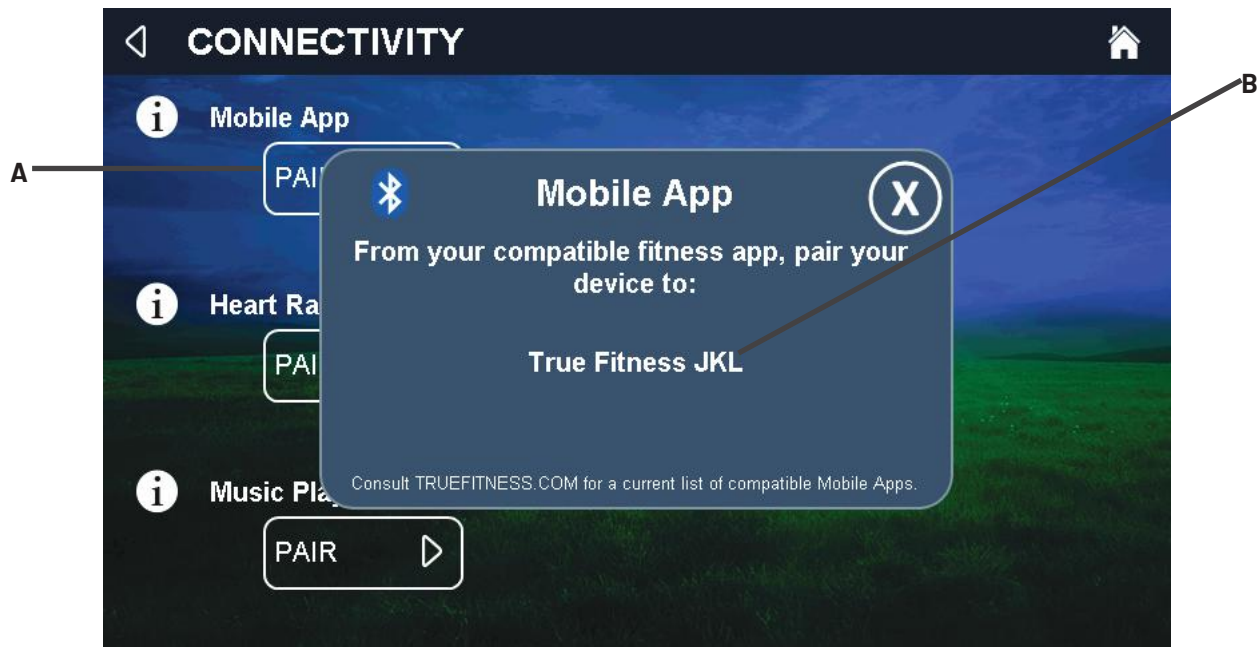 CONNECTIVITY
B
i Mobile App
A
PAI
Mobile App
X
From your compatible fitness app, pair your
device to:
i Heart Ra
PAI
True Fitness JKL
i Music Pla
Consult TRUEFITNESS.COM for a current list of compatible Mobile Apps.
PAIR